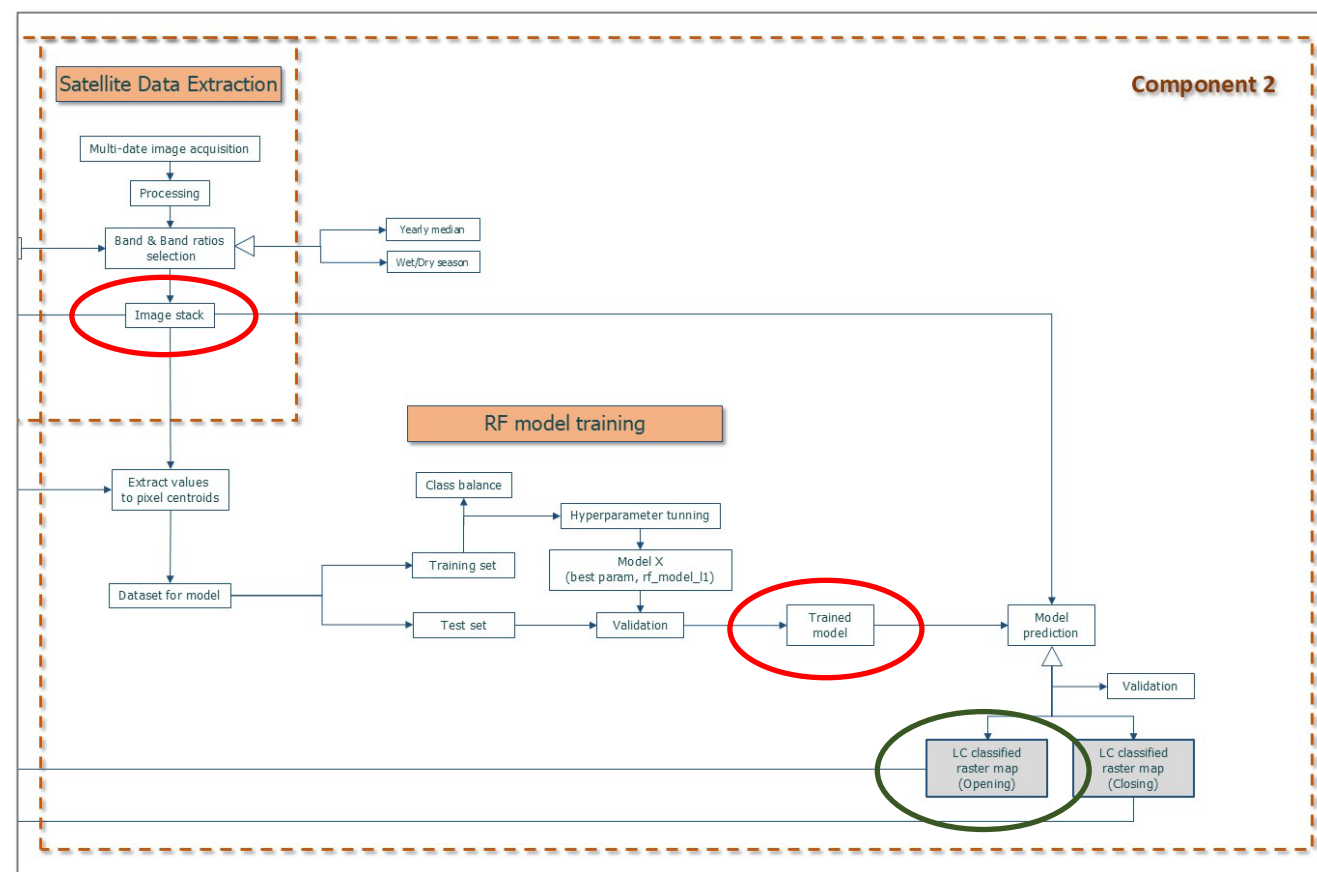 Satellite Data Extraction
Component 2
Multi-date image acquisition
Processing
Band & Band ratios
selection
Yearly median
Wet/Dry season
Image stack
RF model training
Extract values
to pixel centroids
Class balance
Hyperparameter tunning
Training set
Model X
(best param, rf_model_l1)
Dataset for model
Test set
Validation
Trained
model
Model
prediction
Validation
LC classified
raster map
(Opening)
LC classified
raster map
(Closing)